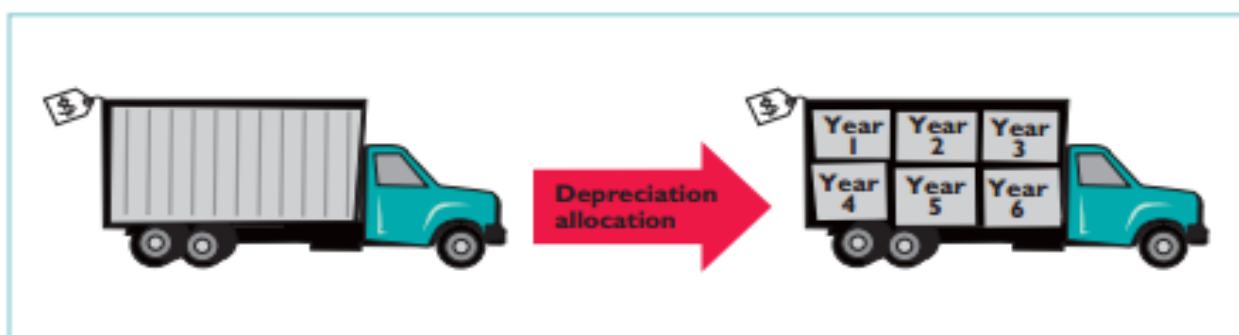 $
Depreciation
allocation
$
Year
1
Year
2
Year
3
Year
4
Year
5
Year
6